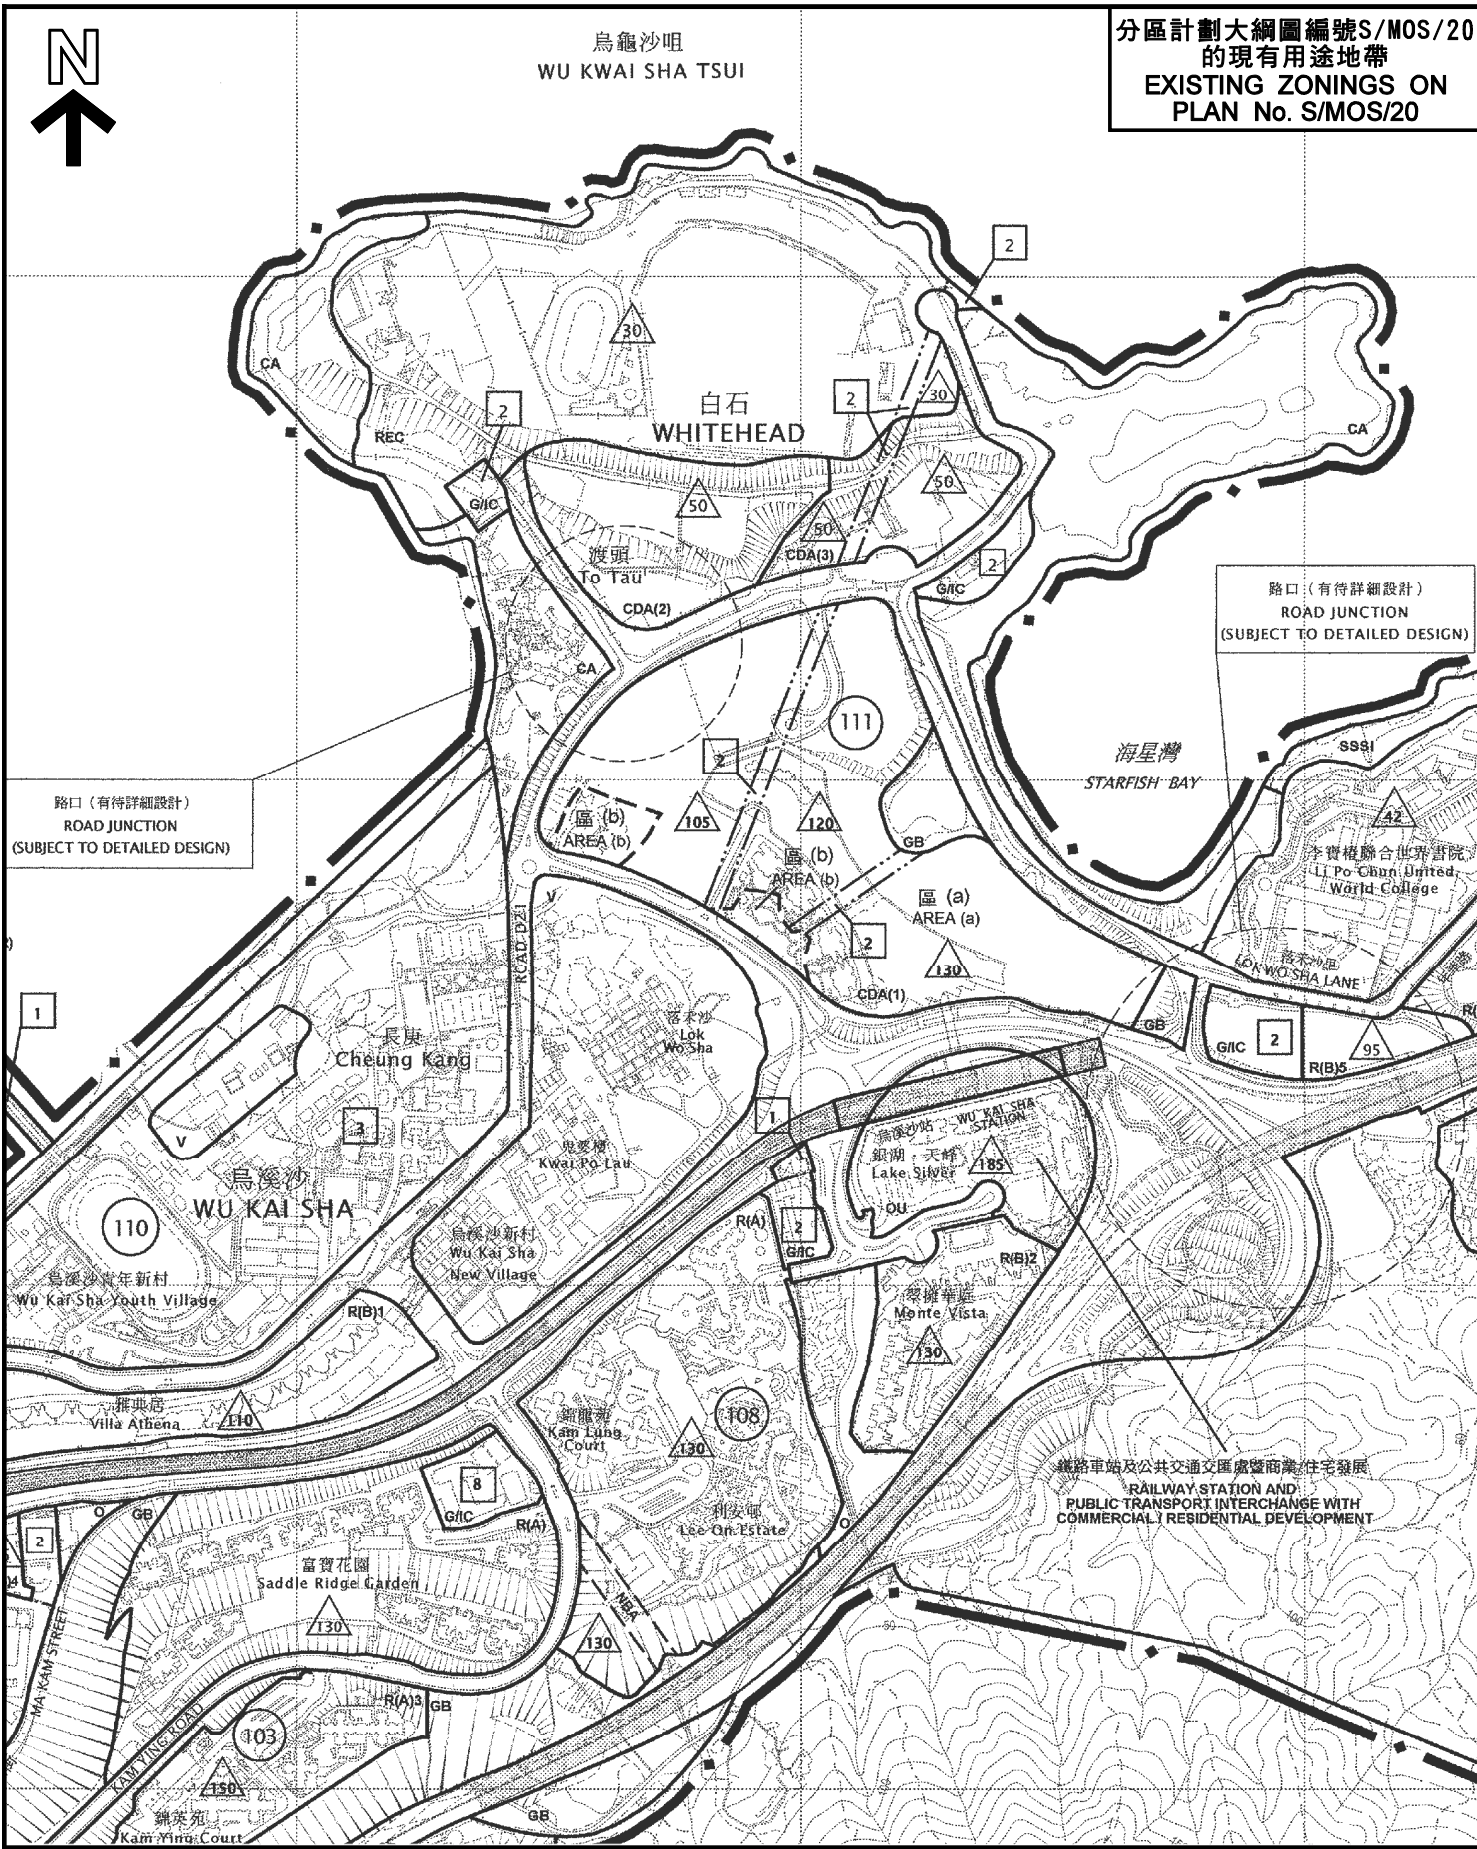 分區計劃大綱圖編號S/MOS/20
的現有用途地帶
EXISTING ZONINGS ON
PLAN No. S/MOS/20
N
烏龜沙咀
WU KWAI SHA TSUI
2
30
CA
2
2
30
白石
WHITEHEAD
REC
CA
50
50
G/IC
50
渡頭
To Tau
CDA(3)
2
CDA(2)
G/IC
路口（有待詳細設計）
ROAD JUNCTION
(SUBJECT TO DETAILED DESIGN)
CA
111
海星灣
STARFISH BAY
SSSI
2
路口（有待詳細設計）
ROAD JUNCTION
(SUBJECT TO DETAILED DESIGN)
區 (b)
AREA (b)
105
120
42
GB
區 (b)
AREA (b)
李寶椿聯合世界書院
Li Po Chun United
World College
V
區 (a)
AREA (a)
ROAD D21
2
130
落禾沙里
LOK WO SHA LANE
CDA(1)
1
落禾沙
Lok
Wo Sha
長庚
Cheung Kang
GB
G/IC
2
95
R(B)5
3
V
1
烏溪沙站
WU KAI SHA
STATION
銀湖．天峰
Lake Silver
185
鬼婆樓
Kwai Po Lau
烏溪沙
WU KAI SHA
110
OU
R(A)
2
G/IC
烏溪沙新村
Wu Kai Sha
New Village
R(B)2
烏溪沙青年新村
Wu Kai Sha Youth Village
R(B)1
翠擁華庭
Monte Vista
130
雅典居
Villa Athena
110
錦龍苑
Kam Lung
Court
108
130
鐵路車站及公共交通交匯處暨商業/住宅發展
RAILWAY STATION AND
PUBLIC TRANSPORT INTERCHANGE WITH
COMMERCIAL / RESIDENTIAL DEVELOPMENT
8
G/IC
R(A)
O
GB
2
利安邨
Lee On Estate
O
富寶花園
Saddle Ridge Garden
130
NBA
130
MA KAM STREET
R(A)3
GB
KAM YING ROAD
103
150
錦英苑
Kam Ying Court
GB